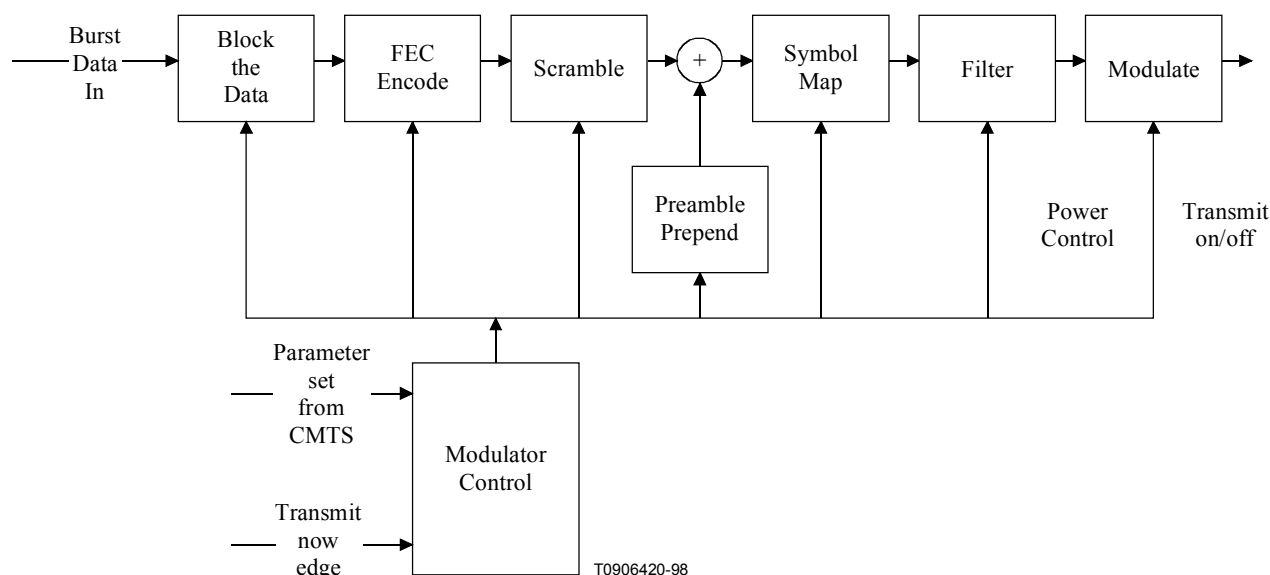 Burst
Data
In
Block
the
Data
FEC
Encode
Scramble
+
Symbol
Map
Filter
Modulate
Preamble
Prepend
Power
Control
Transmit
on/off
Parameter
set
from
CMTS
Modulator
Control
Transmit
now
edge
T0906420-98